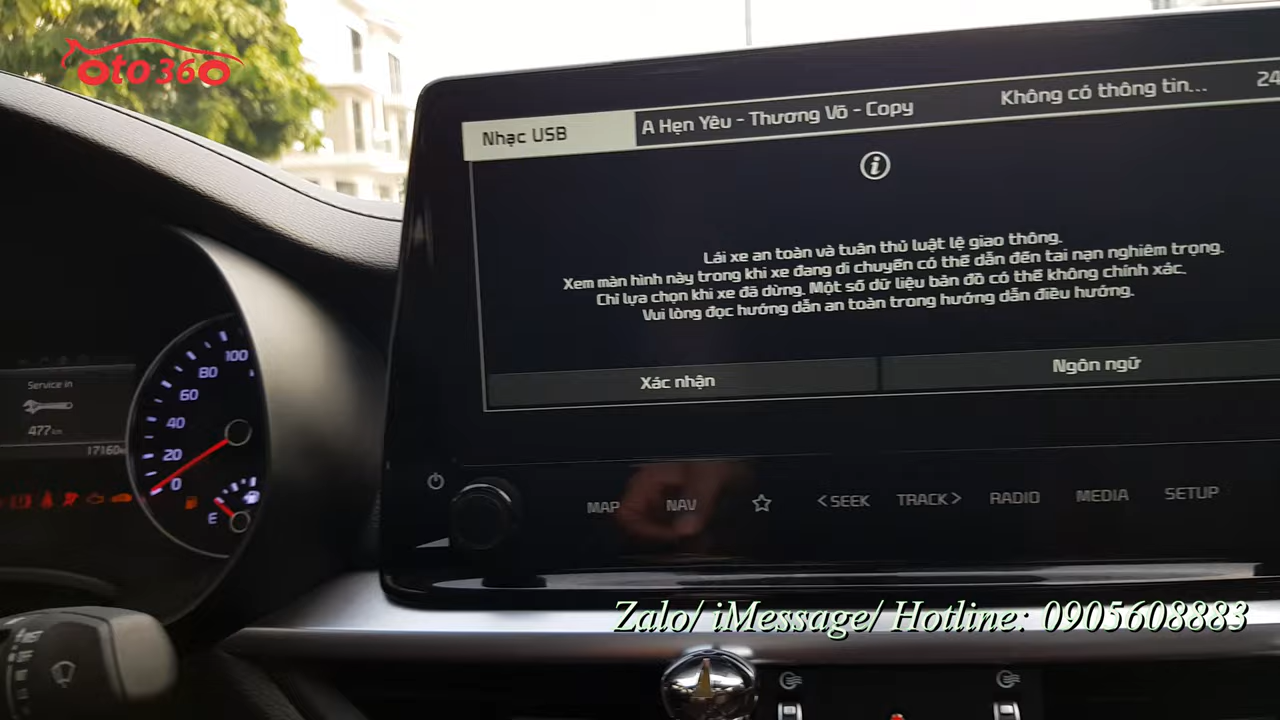 oto360
Nhạc USB
A Hẹn Yêu - Thương Võ - Copy
Không có thông tin...
24
Lái xe an toàn và tuân thủ luật lệ giao thông.
Xem màn hình này trong khi xe đang di chuyển có thể dẫn đến tai nạn nghiêm trọng.
Chỉ lựa chọn khi xe đã dừng. Một số dữ liệu bản đồ có thể không chính xác.
Vui lòng đọc hướng dẫn an toàn trong hướng dẫn điều hướng.
Xác nhận
Ngôn ngữ
100
80
60
40
20
0
E
Service in
477 km
17160
MAP
NAV
<SEEK
TRACK>
RADIO
MEDIA
SETUP
Zalo/ iMessage/ Hotline: 0905608883